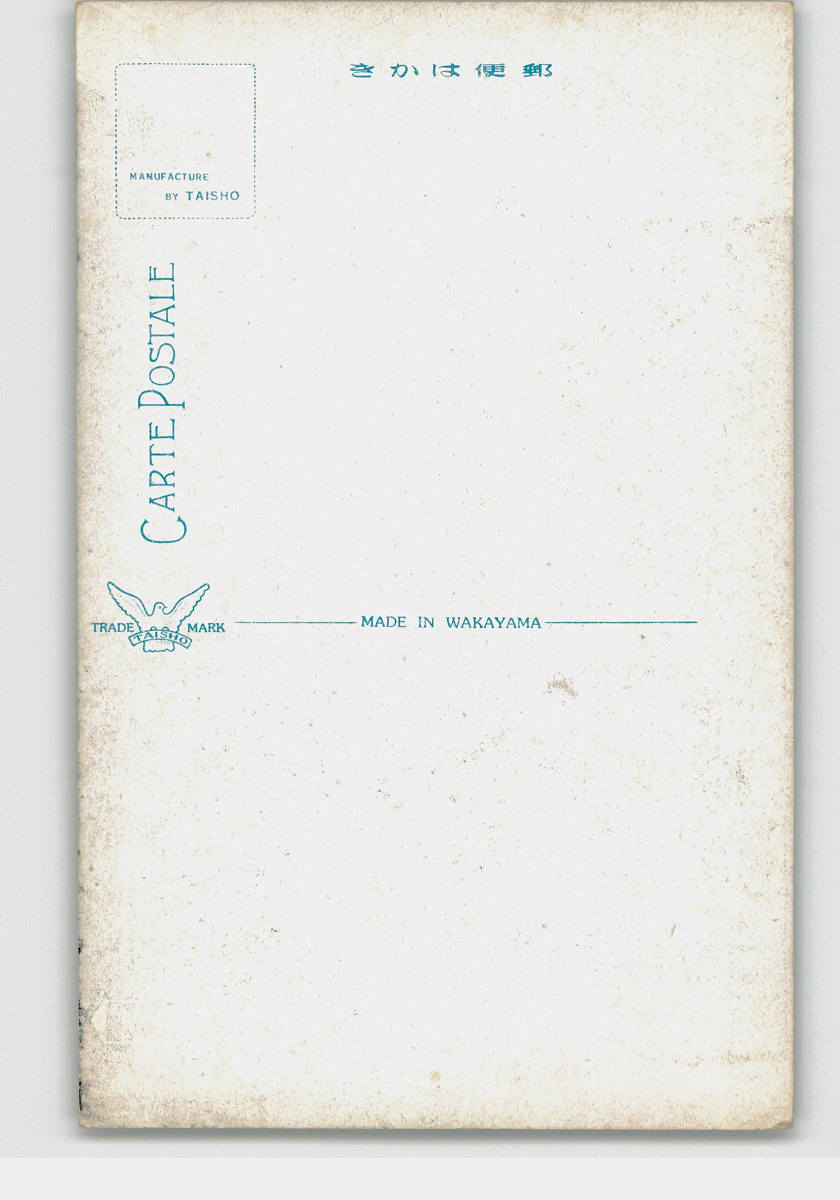 きかは便郵
MANUFACTURE
BY TAISHO
CARTE POSTALE
TRADE MARK
TAISHO
MADE IN WAKAYAMA